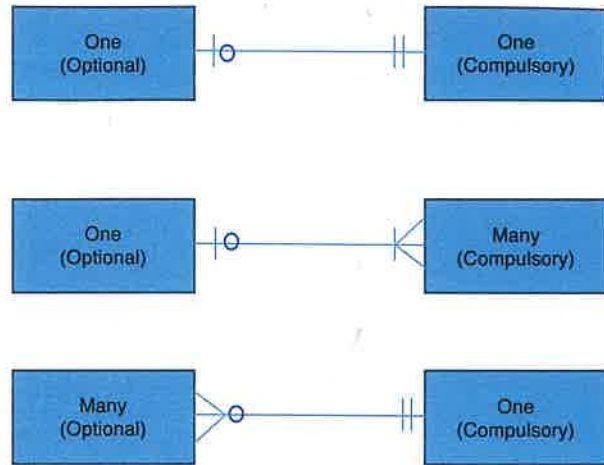 One
(Optional)
One
(Compulsory)
One
(Optional)
Many
(Compulsory)
Many
(Optional)
One
(Compulsory)